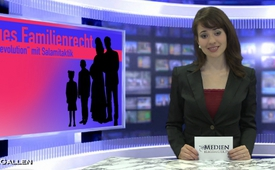 es Familienrecht
evolution" mit Salamitaktik
MEDIEN
GALLEN